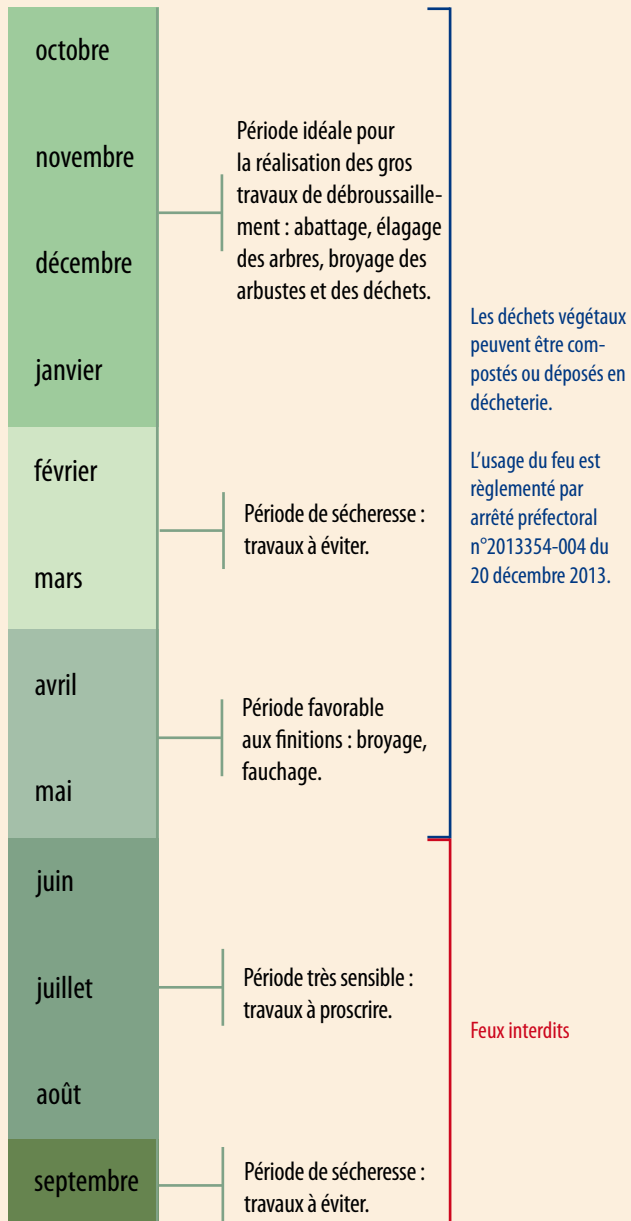 octobre
novembre
décembre
janvier
Période idéale pour
la réalisation des gros
travaux de débroussaille-
ment : abattage, élagage
des arbres, broyage des
arbustes et des déchets.
février
mars
Période de sécheresse :
travaux à éviter.
avril
mai
Période favorable
aux finitions : broyage,
fauchage.
Les déchets végétaux
peuvent être com-
postés ou déposés en
décheterie.
L'usage du feu est
règlementé par
arrêté préfectoral
n°2013354-004 du
20 décembre 2013.
juin
juillet
août
Période très sensible :
travaux à proscrire.
septembre
Période de sécheresse :
travaux à éviter.
Feux interdits